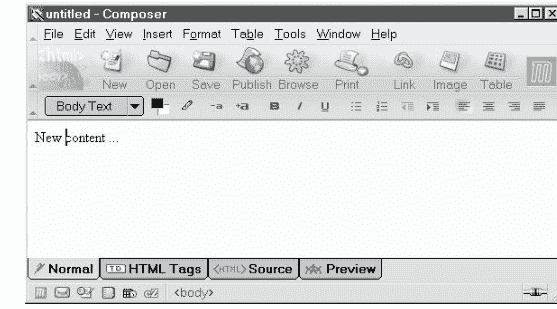 untitled - Composer
File Edit View Insert Format Table Tools Window Help
New Open Save Publish Browse Print Link Image Table
Body Text -a +a B I U
New content ...
Normal HTML Tags <HTML> Source Preview
<body>